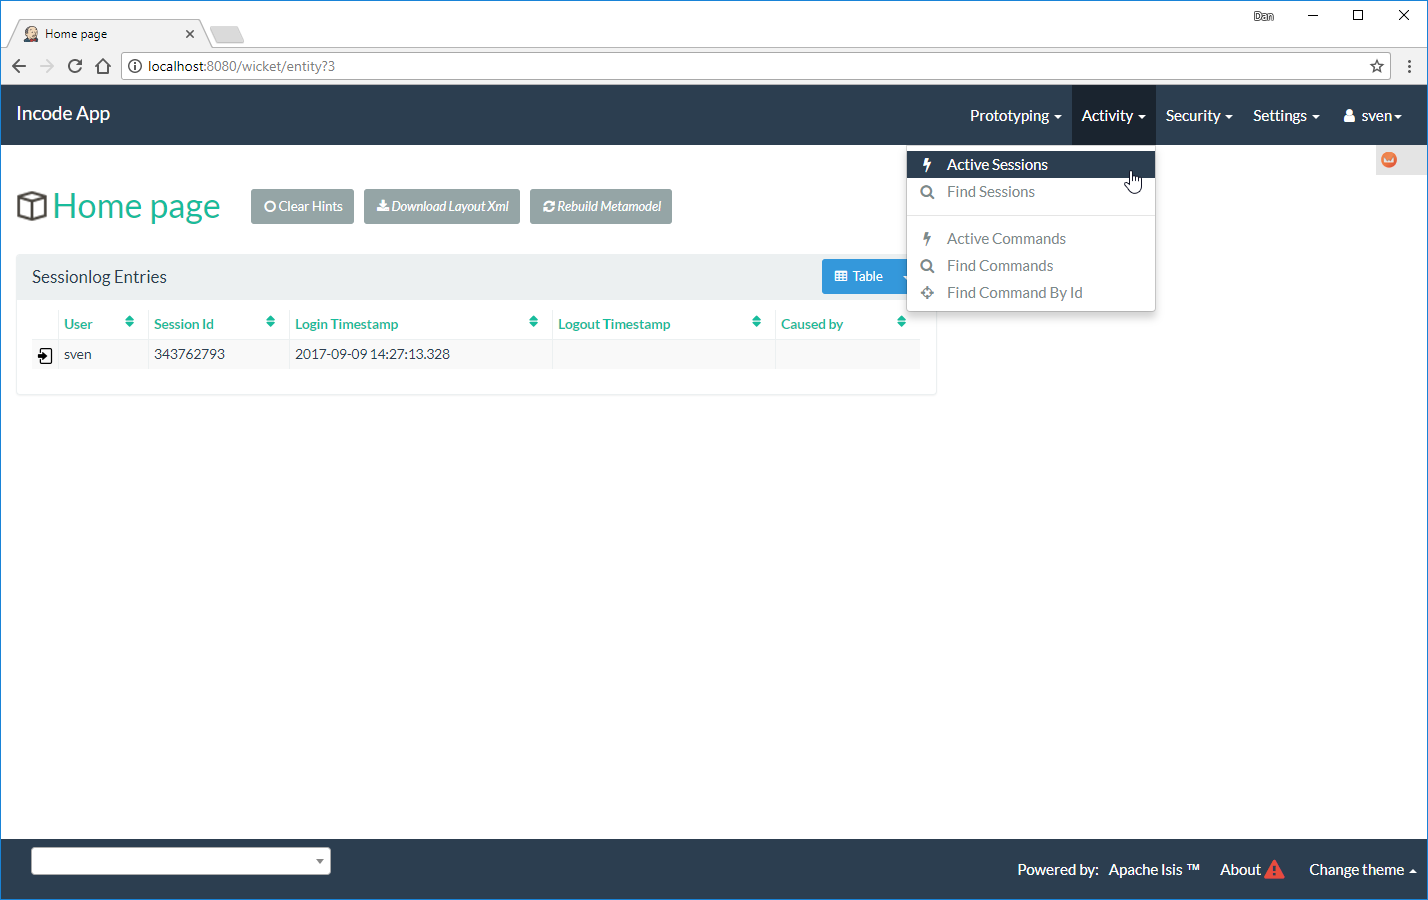 Dan
Home page
localhost:8080/wicket/entity?3
Incode App
Prototyping
Activity
Security
Settings
sven
Active Sessions
Find Sessions
Active Commands
Find Commands
Find Command By Id
Home page
Clear Hints
Download Layout Xml
Rebuild Metamodel
Sessionlog Entries
Table
User Session Id Login Timestamp Logout Timestamp Caused by
sven 343762793 2017-09-09 14:27:13.328
Powered by: Apache Isis ™ About Change theme